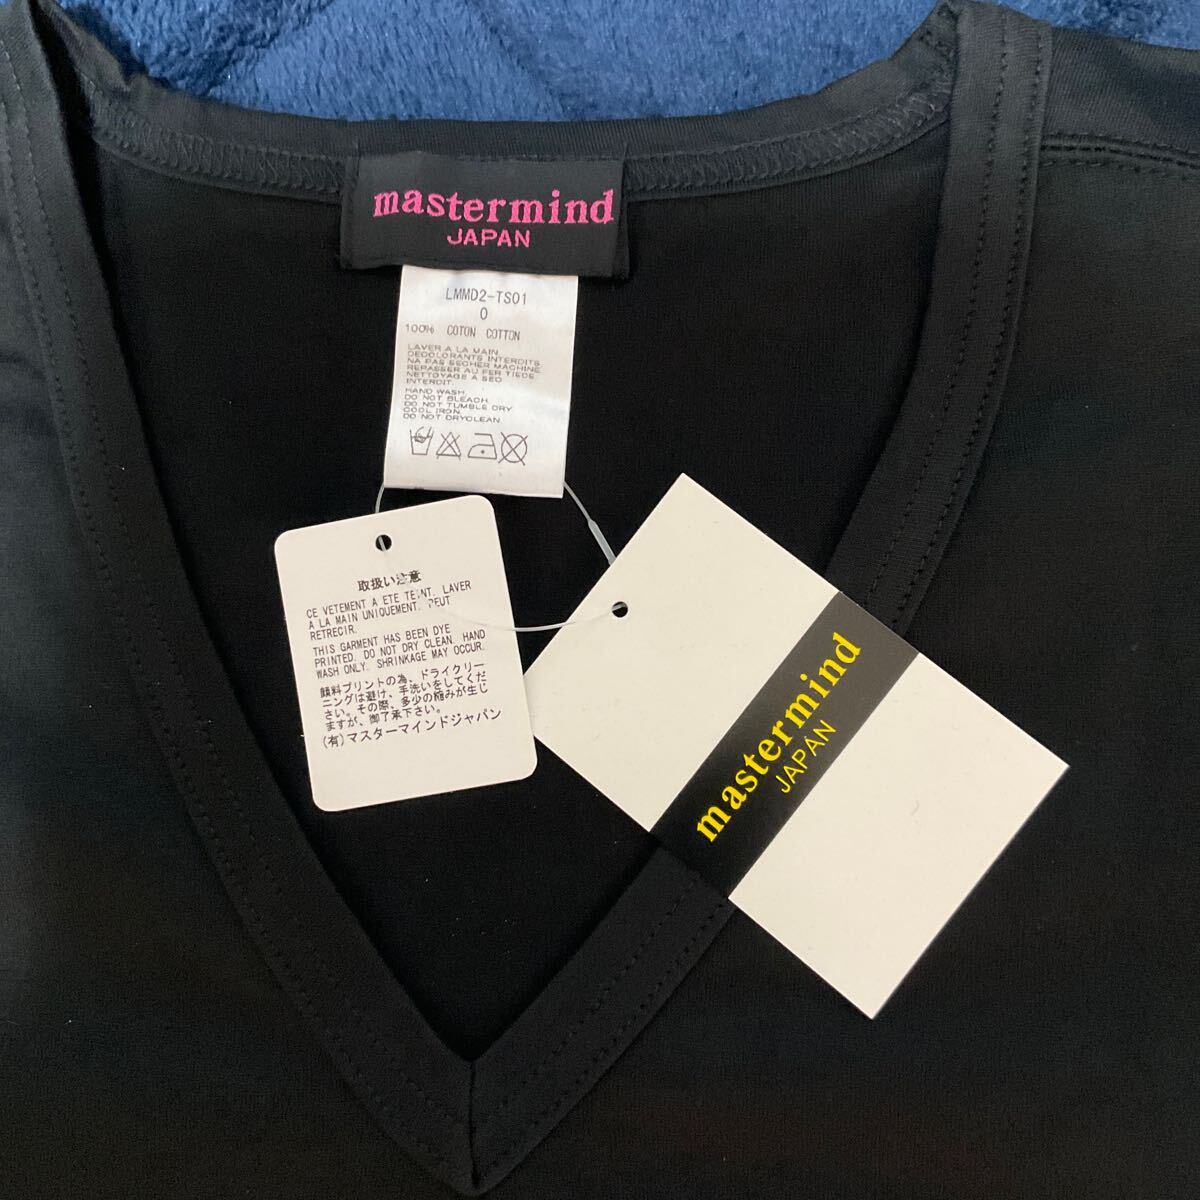 mastermind
JAPAN
LMMD2-TS01
0
100% COTON COTTON
LAVER A LA MAIN
DECOLORANTS INTERDITS
NA PAS SECHER MACHINE
REPASSER AU FER TIEDE
NETTOYAGE A SEO
INTERDIT.
HAND WASH.
DO NOT BLEACH.
DO NOT TUMBLE DRY
COOL IRON.
DO NOT DRYCLEAN.
取扱い注意
CE VETEMENT A ETE TEINT. LAVER
A LA MAIN UNIQUEMENT. PEUT
RETRECIR.
THIS GARMENT HAS BEEN DYE
PRINTED. DO NOT DRY CLEAN. HAND
WASH ONLY. SHRINKAGE MAY OCCUR.
顔料プリントの為、ドライクリー
ニングは避け、手洗いをしてくだ
さい。その際、多少の縮みが生じ
ますが、御了承下さい。
(有)マスターマインドジャパン
mastermind
JAPAN